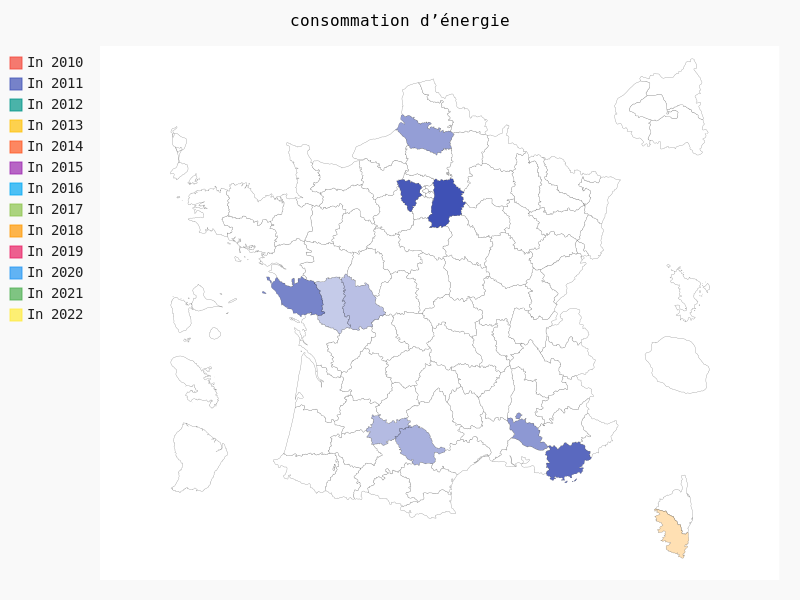 consommation d’énergie
In 2010
In 2011
In 2012
In 2013
In 2014
In 2015
In 2016
In 2017
In 2018
In 2019
In 2020
In 2021
In 2022